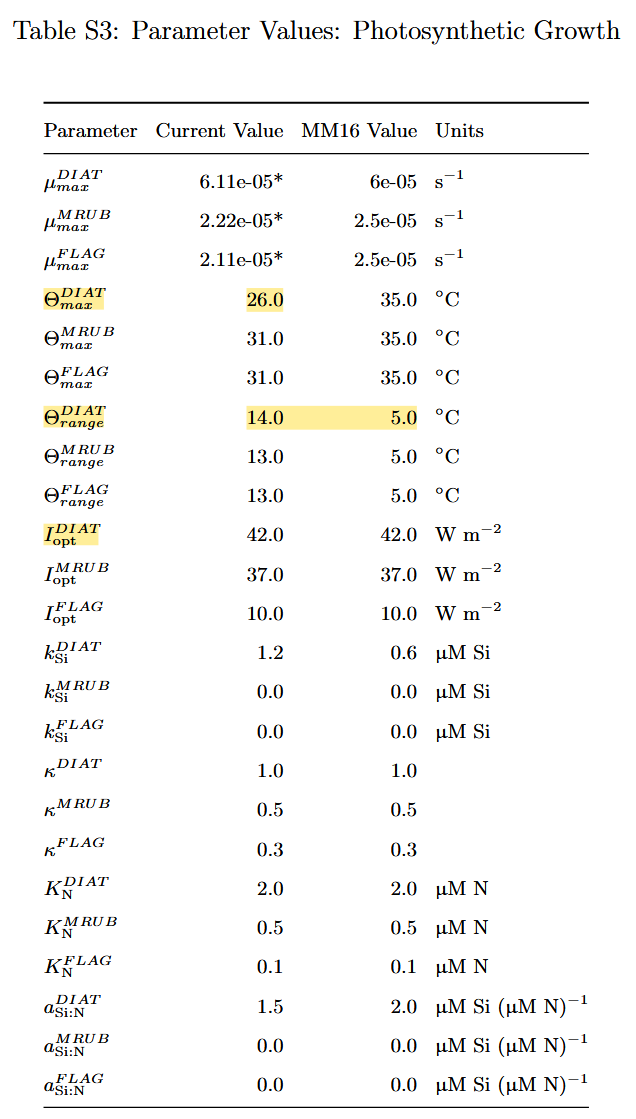 Table S3: Parameter Values: Photosynthetic Growth
Parameter Current Value MM16 Value Units
μ_max^DIAT 6.11e-05* 6e-05 s⁻¹
μ_max^MRUB 2.22e-05* 2.5e-05 s⁻¹
μ_max^FLAG 2.11e-05* 2.5e-05 s⁻¹
Θ_max^DIAT 26.0 35.0 °C
Θ_max^MRUB 31.0 35.0 °C
Θ_max^FLAG 31.0 35.0 °C
Θ_range^DIAT 14.0 5.0 °C
Θ_range^MRUB 13.0 5.0 °C
Θ_range^FLAG 13.0 5.0 °C
I_opt^DIAT 42.0 42.0 W m⁻²
I_opt^MRUB 37.0 37.0 W m⁻²
I_opt^FLAG 10.0 10.0 W m⁻²
k_Si^DIAT 1.2 0.6 μM Si
k_Si^MRUB 0.0 0.0 μM Si
k_Si^FLAG 0.0 0.0 μM Si
κ^DIAT 1.0 1.0
κ^MRUB 0.5 0.5
κ^FLAG 0.3 0.3
K_N^DIAT 2.0 2.0 μM N
K_N^MRUB 0.5 0.5 μM N
K_N^FLAG 0.1 0.1 μM N
a_Si:N^DIAT 1.5 2.0 μM Si (μM N)⁻¹
a_Si:N^MRUB 0.0 0.0 μM Si (μM N)⁻¹
a_Si:N^FLAG 0.0 0.0 μM Si (μM N)⁻¹